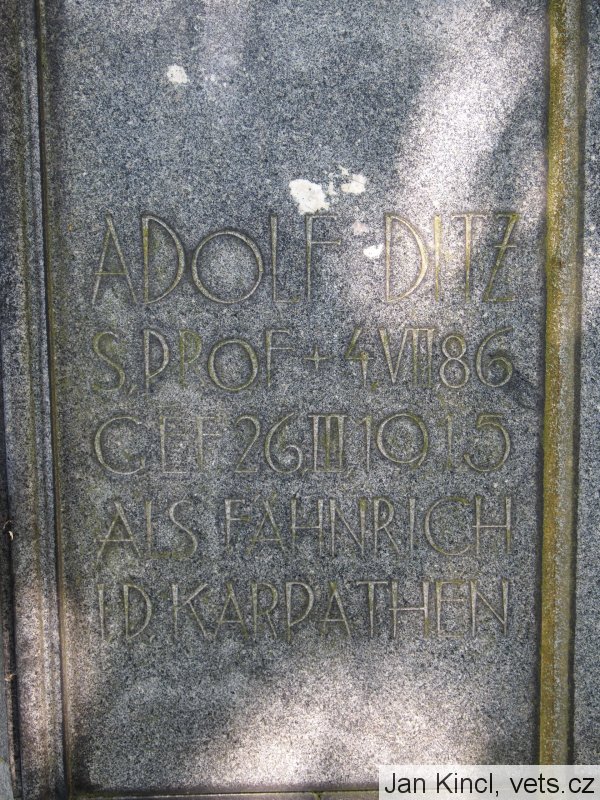 ADOLF DITZ
S.PROF + 4.VII.86
GEF 26.III.1915
ALS FÄHNRICH
I.D. KARPATHEN
Jan Kincl, vets.cz